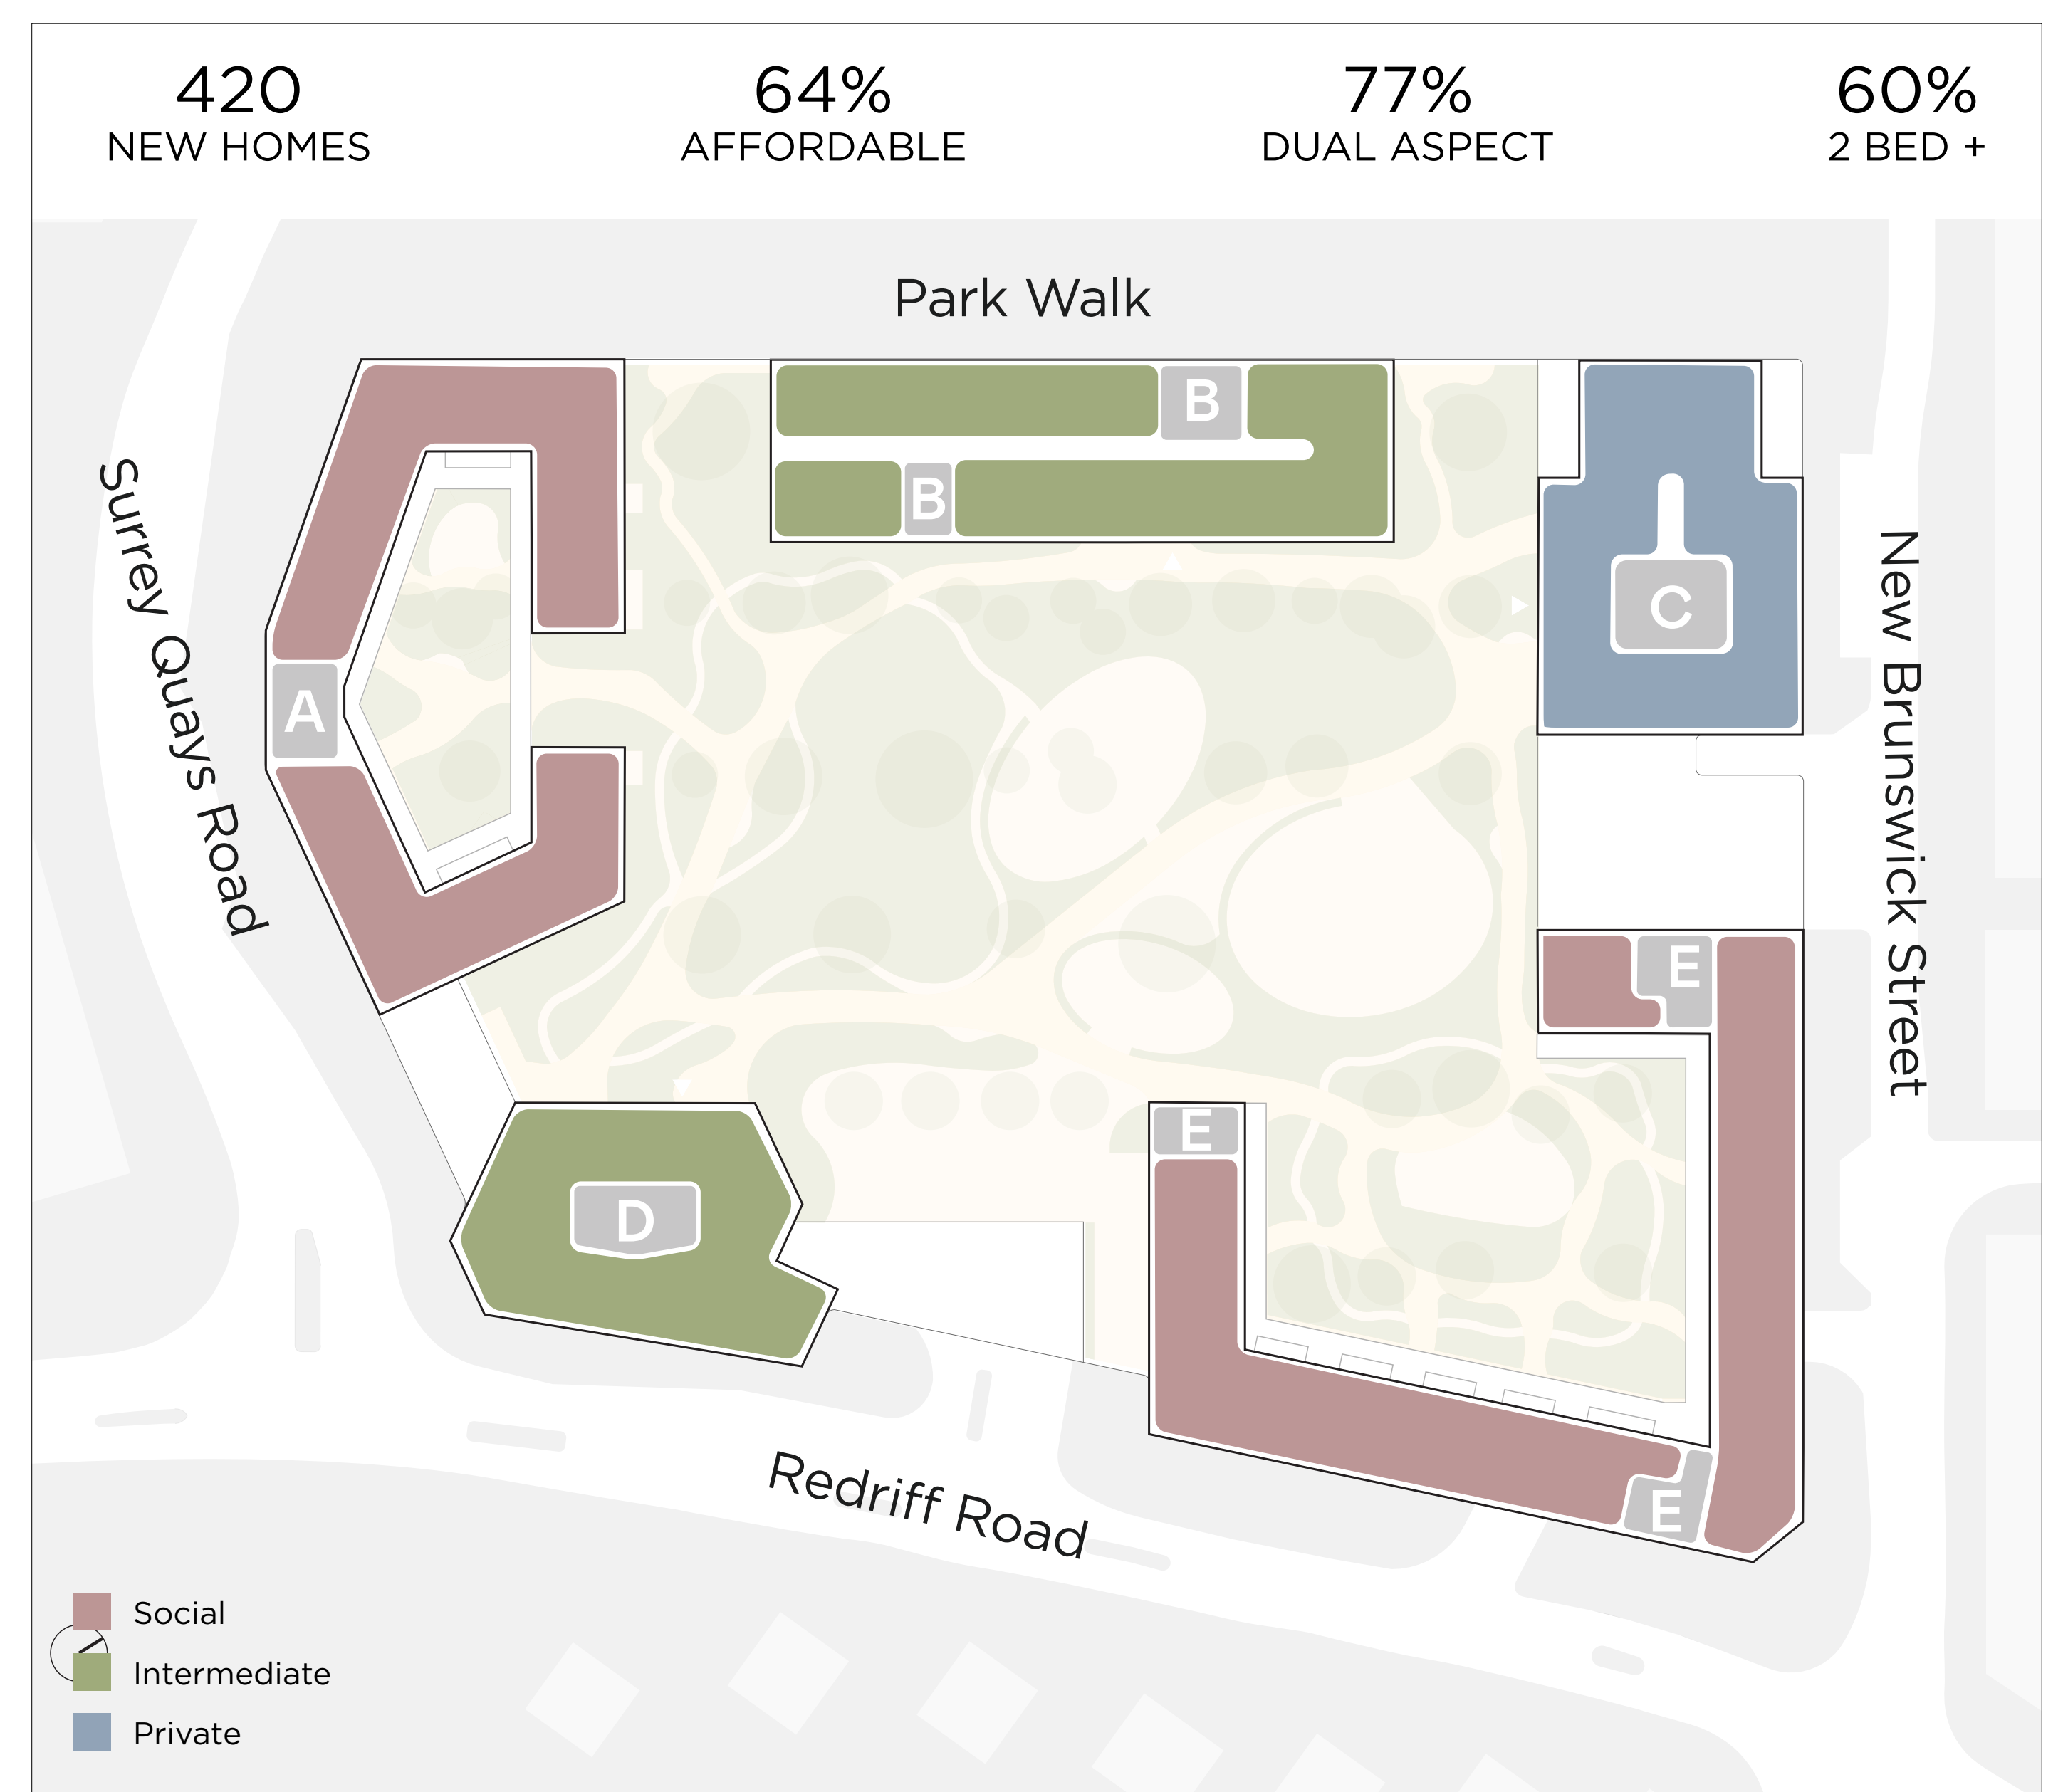 420
NEW HOMES
64%
AFFORDABLE
77%
DUAL ASPECT
60%
2 BED +
Park Walk
B
B
C
Surrey Quays Road
A
New Brunswick Street
E
E
D
E
Redriff Road
Social
Intermediate
Private